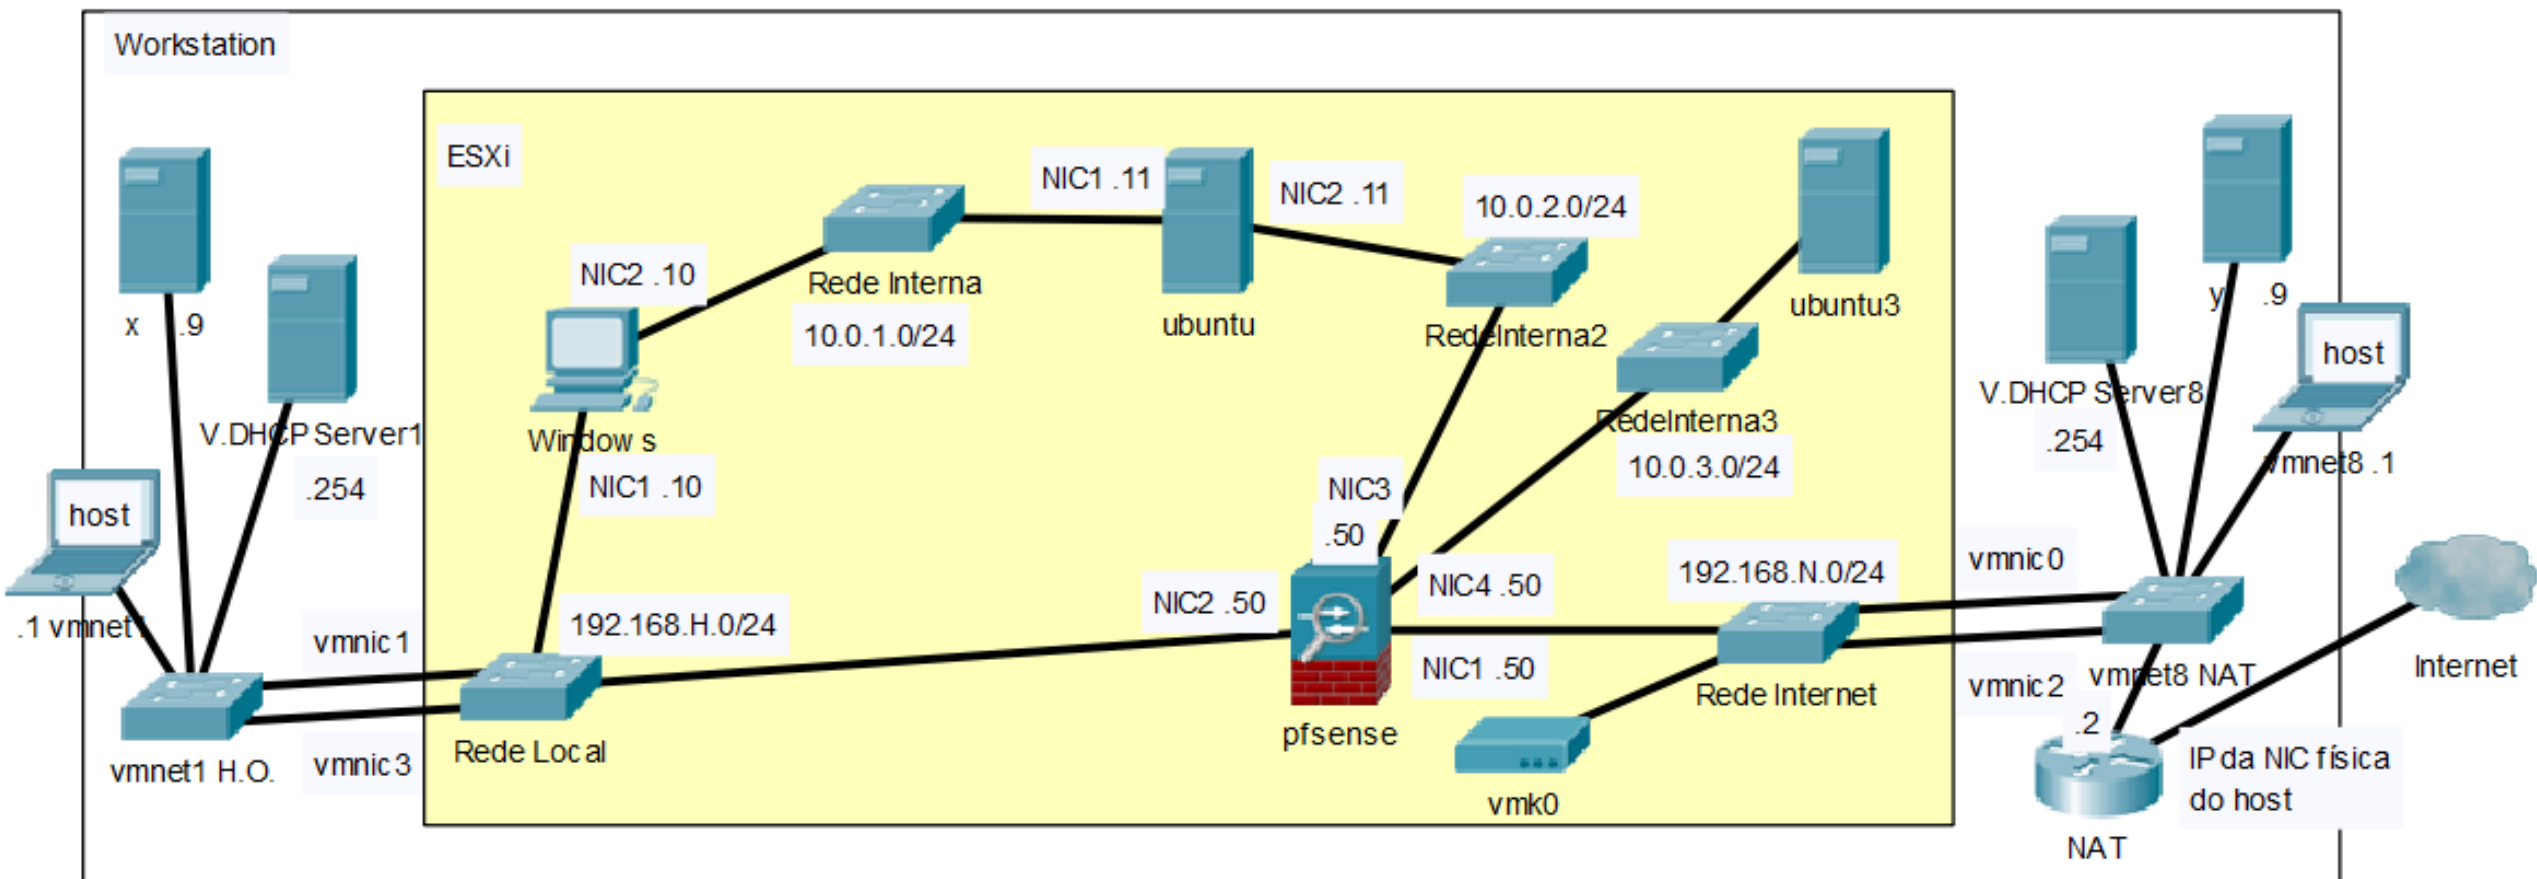 Workstation
ESXi
x
.9
V.DHCP Server1
.254
host
.1 vmnet
vmnet1 H.O.
vmnic1
vmnic3
NIC2 .10
Windows
NIC1 .10
192.168.H.0/24
Rede Local
Rede Interna
10.0.1.0/24
NIC1 .11
ubuntu
NIC2 .11
10.0.2.0/24
RedeInterna2
ubuntu3
RedeInterna3
10.0.3.0/24
NIC3
.50
NIC2 .50
NIC4 .50
NIC1 .50
pfsense
192.168.N.0/24
Rede Internet
vmk0
vmnic0
vmnic2
y
.9
V.DHCP Server8
.254
host
vmnet8 .1
vmnet8 NAT
.2
NAT
IP da NIC física
do host
Internet